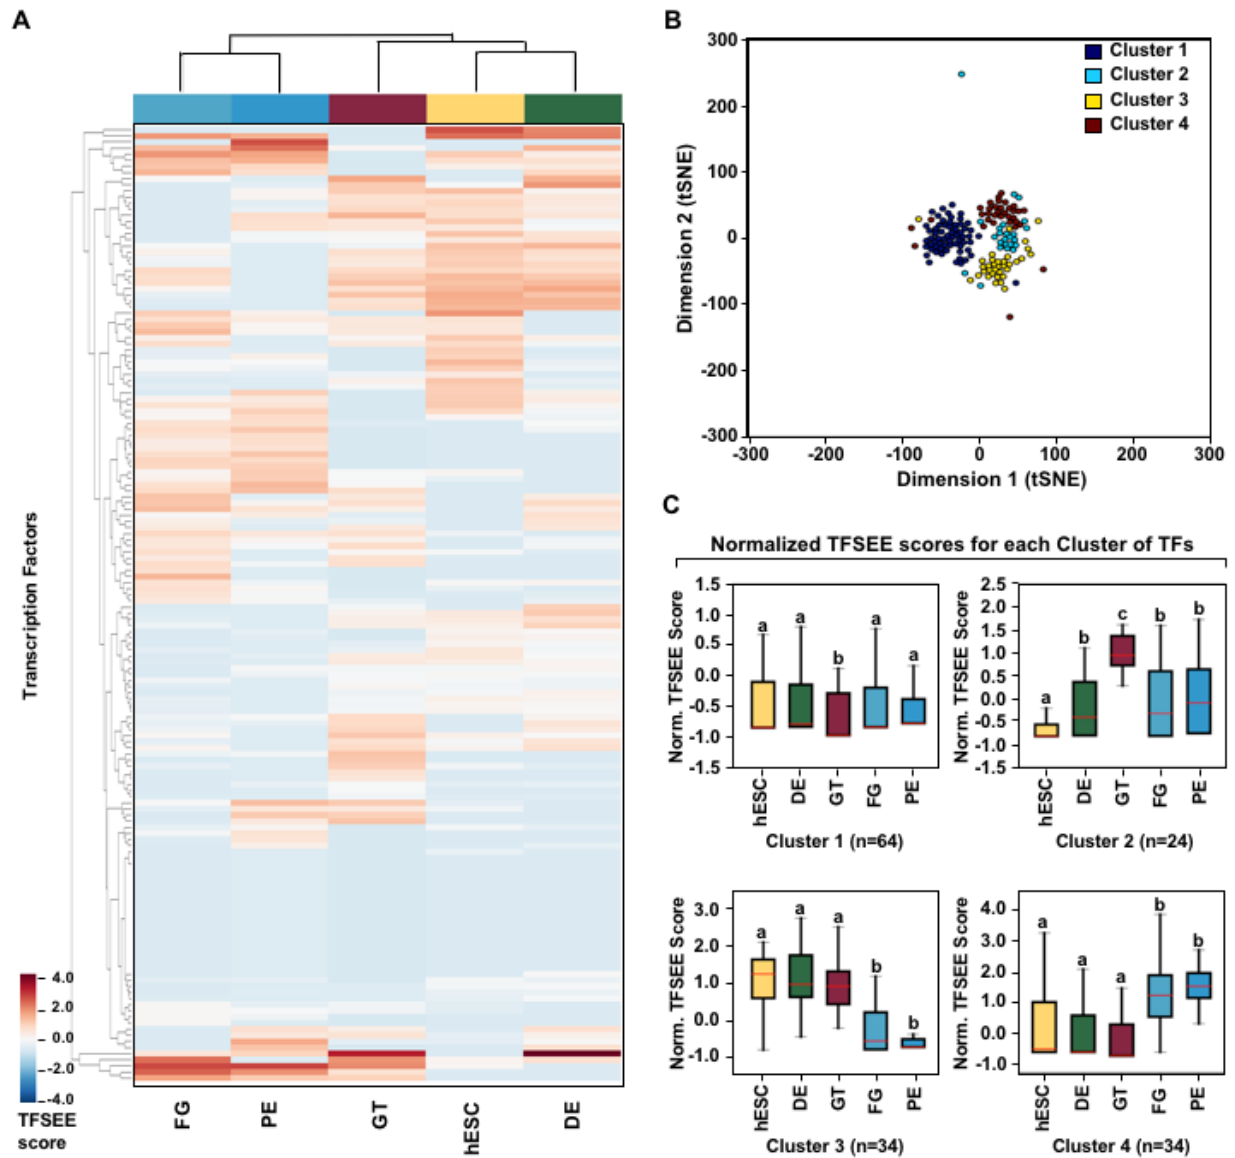 A
Transcription Factors
4.0
2.0
0.0
-2.0
-4.0
TFSEE
score
FG
PE
GT
hESC
DE
B
Cluster 1
Cluster 2
Cluster 3
Cluster 4
Dimension 2 (tSNE)
300
200
100
0
-100
-200
-300
-300 -200 -100 0 100 200 300
Dimension 1 (tSNE)
C
Normalized TFSEE scores for each Cluster of TFs
Norm. TFSEE Score
1.5
1.0
0.5
0.0
-0.5
-1.0
-1.5
a a b a a
hESC
DE
GT
FG
PE
Cluster 1 (n=64)
Norm. TFSEE Score
2.5
2.0
1.5
1.0
0.5
0.0
-0.5
-1.0
-1.5
a b c b b
hESC
DE
GT
FG
PE
Cluster 2 (n=24)
Norm. TFSEE Score
3.0
2.0
1.0
0.0
-1.0
a a a b b
hESC
DE
GT
FG
PE
Cluster 3 (n=34)
Norm. TFSEE Score
4.0
3.0
2.0
1.0
0.0
-1.0
a a a b b
hESC
DE
GT
FG
PE
Cluster 4 (n=34)